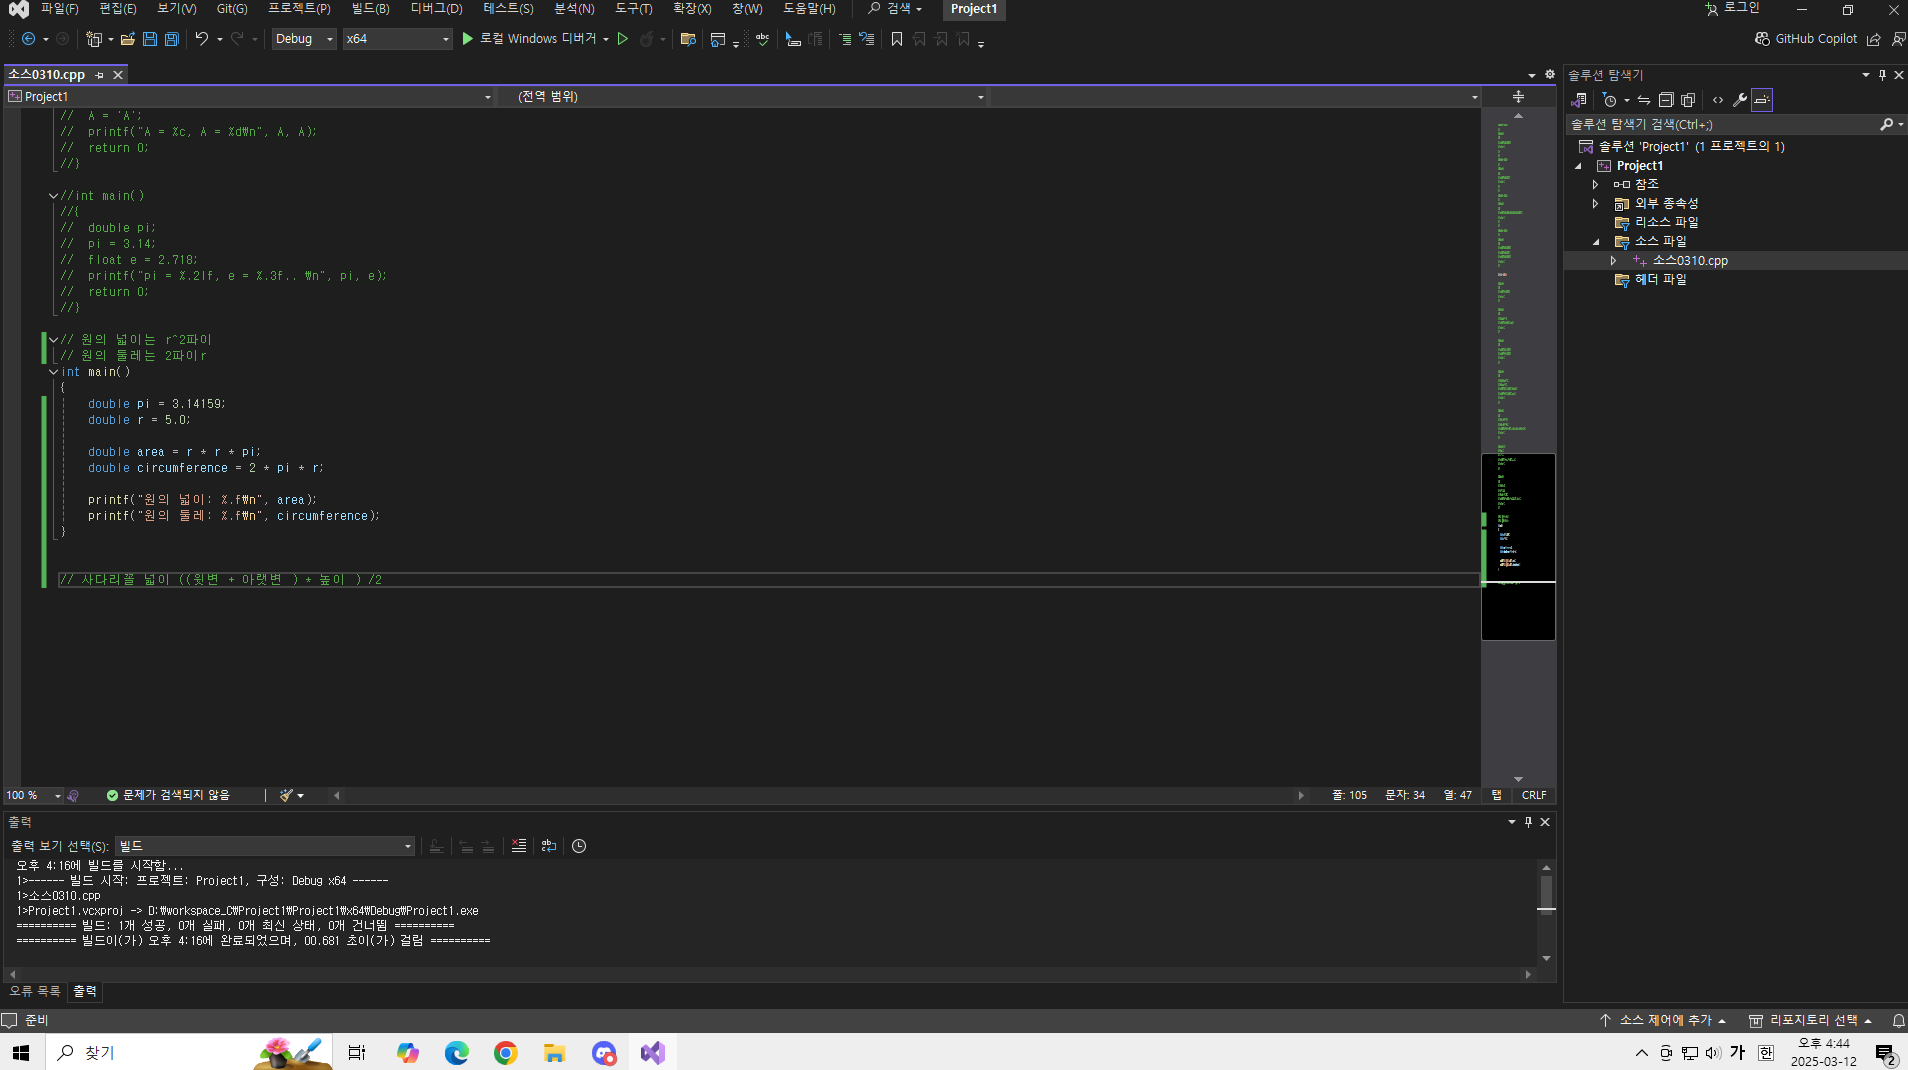 파일(F) 편집(E) 보기(V) Git(G) 프로젝트(P) 빌드(B) 디버그(D) 테스트(S) 분석(N) 도구(T) 확장(X) 창(W) 도움말(H) 검색 Project1 로그인
Debug x64 로컬 Windows 디버거 GitHub Copilot
소스0310.cpp
Project1 (전역 범위)
// A = 'A';
// printf("A = %c, A = %d₩n", A, A);
// return 0;
//}
//int main()
//{
// double pi;
// pi = 3.14;
// float e = 2.718;
// printf("pi = %.2lf, e = %.3f.. ₩n", pi, e);
// return 0;
//}
// 원의 넓이는 r^2파이
// 원의 둘레는 2파이r
int main()
{
double pi = 3.14159;
double r = 5.0;
double area = r * r * pi;
double circumference = 2 * pi * r;
printf("원의 넓이: %.f₩n", area);
printf("원의 둘레: %.f₩n", circumference);
}
// 사다리꼴 넓이 ((윗변 + 아랫변 ) * 높이 ) /2
100 % 문제가 검색되지 않음 줄: 105 문자: 34 열: 47 탭 CRLF
출력
출력 보기 선택(S): 빌드
오후 4:16에 빌드를 시작함...
1>------ 빌드 시작: 프로젝트: Project1, 구성: Debug x64 ------
1>소스0310.cpp
1>Project1.vcxproj -> D:₩workspace_C₩Project1₩Project1₩x64₩Debug₩Project1.exe
========== 빌드: 1개 성공, 0개 실패, 0개 최신 상태, 0개 건너뜀 ==========
========== 빌드이(가) 오후 4:16에 완료되었으며, 00.681 초이(가) 걸림 ==========
오류 목록 출력
솔루션 탐색기
솔루션 탐색기 검색(Ctrl+;)
솔루션 'Project1' (1 프로젝트의 1)
Project1
참조
외부 종속성
리소스 파일
소스 파일
소스0310.cpp
헤더 파일
준비 소스 제어에 추가 리포지토리 선택
찾기 가 한 오후 4:44
2025-03-12 2